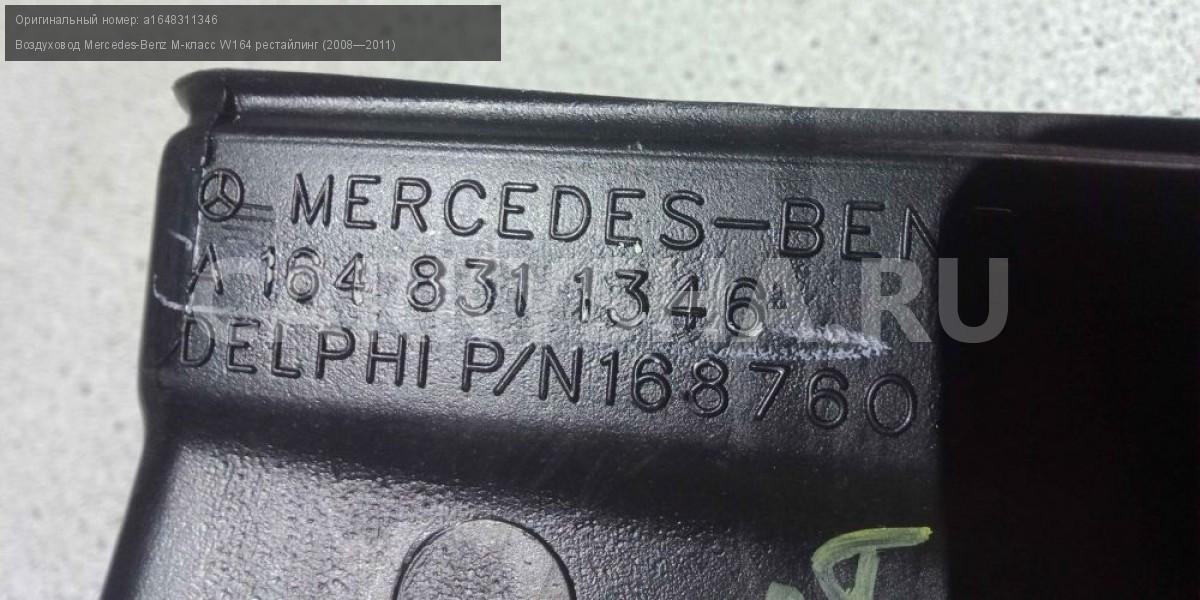 Оригинальный номер: a1648311346
Воздуховод Mercedes-Benz М-класс W164 рестайлинг (2008—2011)
MERCEDES-BEN
A 164 831 1346
DELPHI P/N168760